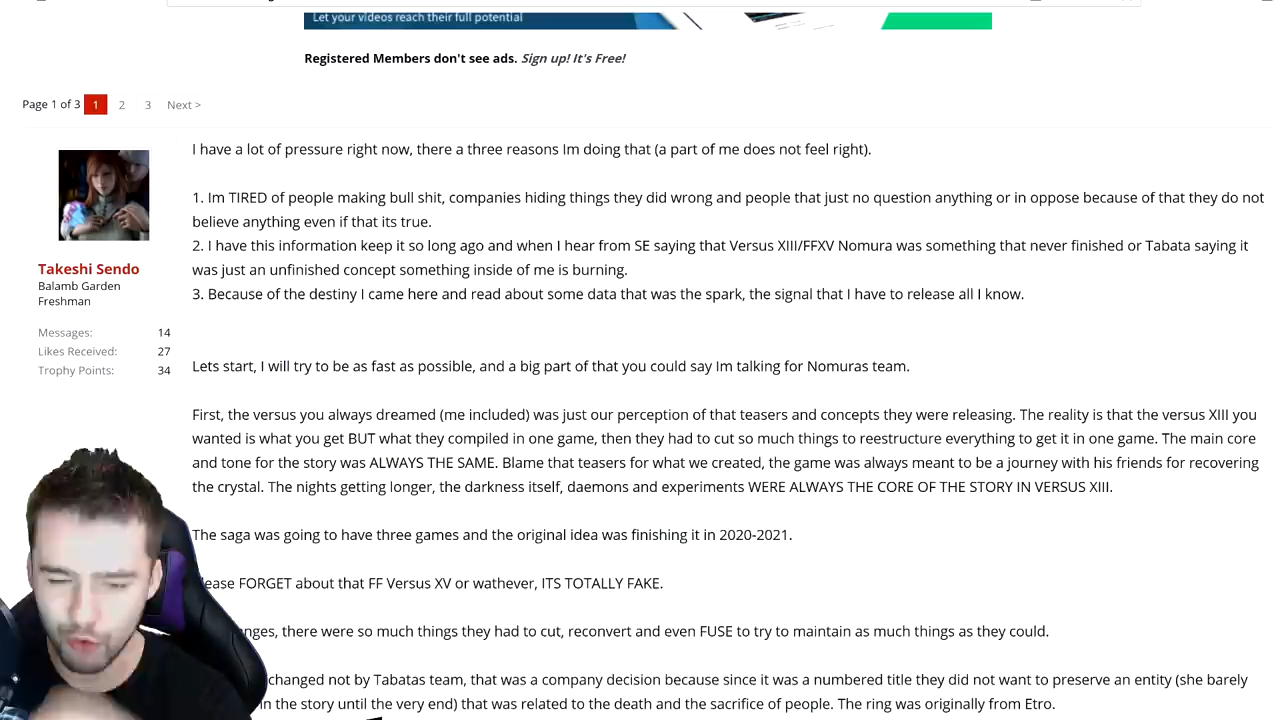 Let your videos reach their full potential
Registered Members don't see ads. Sign up! It's Free!
Page 1 of 3 1 2 3 Next >
Takeshi Sendo
Balamb Garden
Freshman
Messages: 14
Likes Received: 27
Trophy Points: 34
I have a lot of pressure right now, there a three reasons Im doing that (a part of me does not feel right).
1. Im TIRED of people making bull shit, companies hiding things they did wrong and people that just no question anything or in oppose because of that they do not
believe anything even if that its true.
2. I have this information keep it so long ago and when I hear from SE saying that Versus XIII/FFXV Nomura was something that never finished or Tabata saying it
was just an unfinished concept something inside of me is burning.
3. Because of the destiny I came here and read about some data that was the spark, the signal that I have to release all I know.
Lets start, I will try to be as fast as possible, and a big part of that you could say Im talking for Nomuras team.
First, the versus you always dreamed (me included) was just our perception of that teasers and concepts they were releasing. The reality is that the versus XIII you
wanted is what you get BUT what they compiled in one game, then they had to cut so much things to reestructure everything to get it in one game. The main core
and tone for the story was ALWAYS THE SAME. Blame that teasers for what we created, the game was always meant to be a journey with his friends for recovering
the crystal. The nights getting longer, the darkness itself, daemons and experiments WERE ALWAYS THE CORE OF THE STORY IN VERSUS XIII.
The saga was going to have three games and the original idea was finishing it in 2020-2021.
ease FORGET about that FF Versus XV or wathever, ITS TOTALLY FAKE.
nges, there were so much things they had to cut, reconvert and even FUSE to try to maintain as much things as they could.
changed not by Tabatas team, that was a company decision because since it was a numbered title they did not want to preserve an entity (she barely
in the story until the very end) that was related to the death and the sacrifice of people. The ring was originally from Etro.